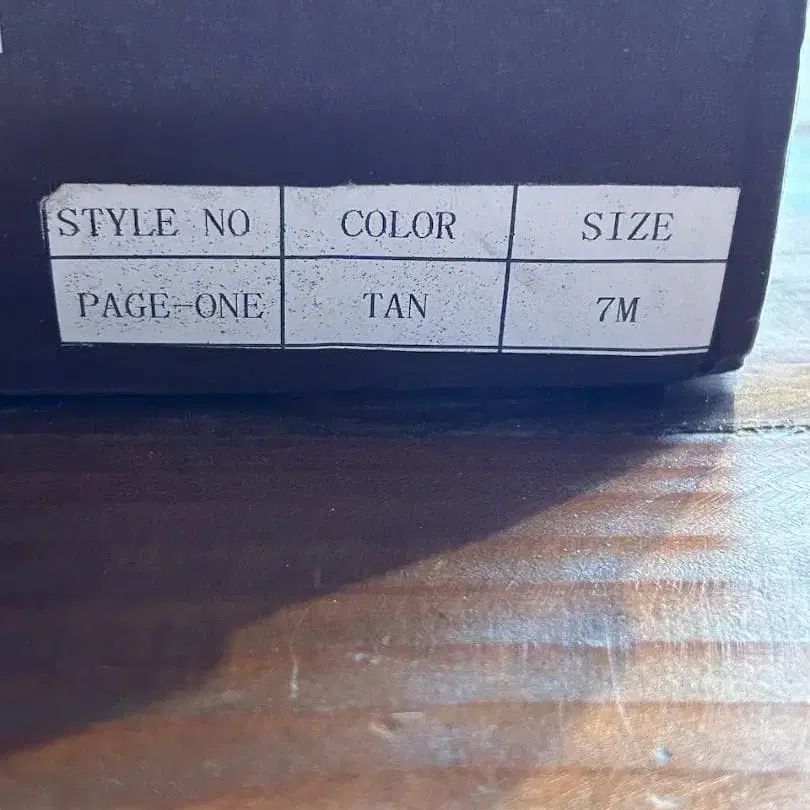 STYLE NO COLOR SIZE
PAGE-ONE TAN 7M